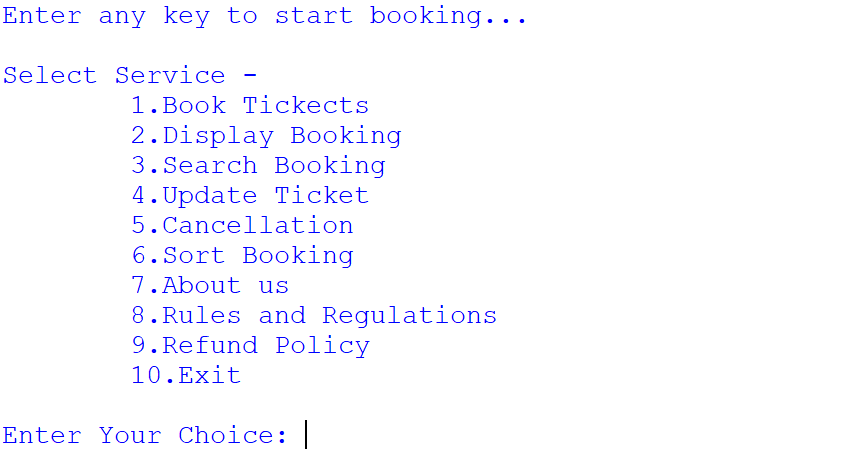 Enter any key to start booking...
Select Service -
1.Book Tickects
2.Display Booking
3.Search Booking
4.Update Ticket
5.Cancellation
6.Sort Booking
7.About us
8.Rules and Regulations
9.Refund Policy
10.Exit
Enter Your Choice: